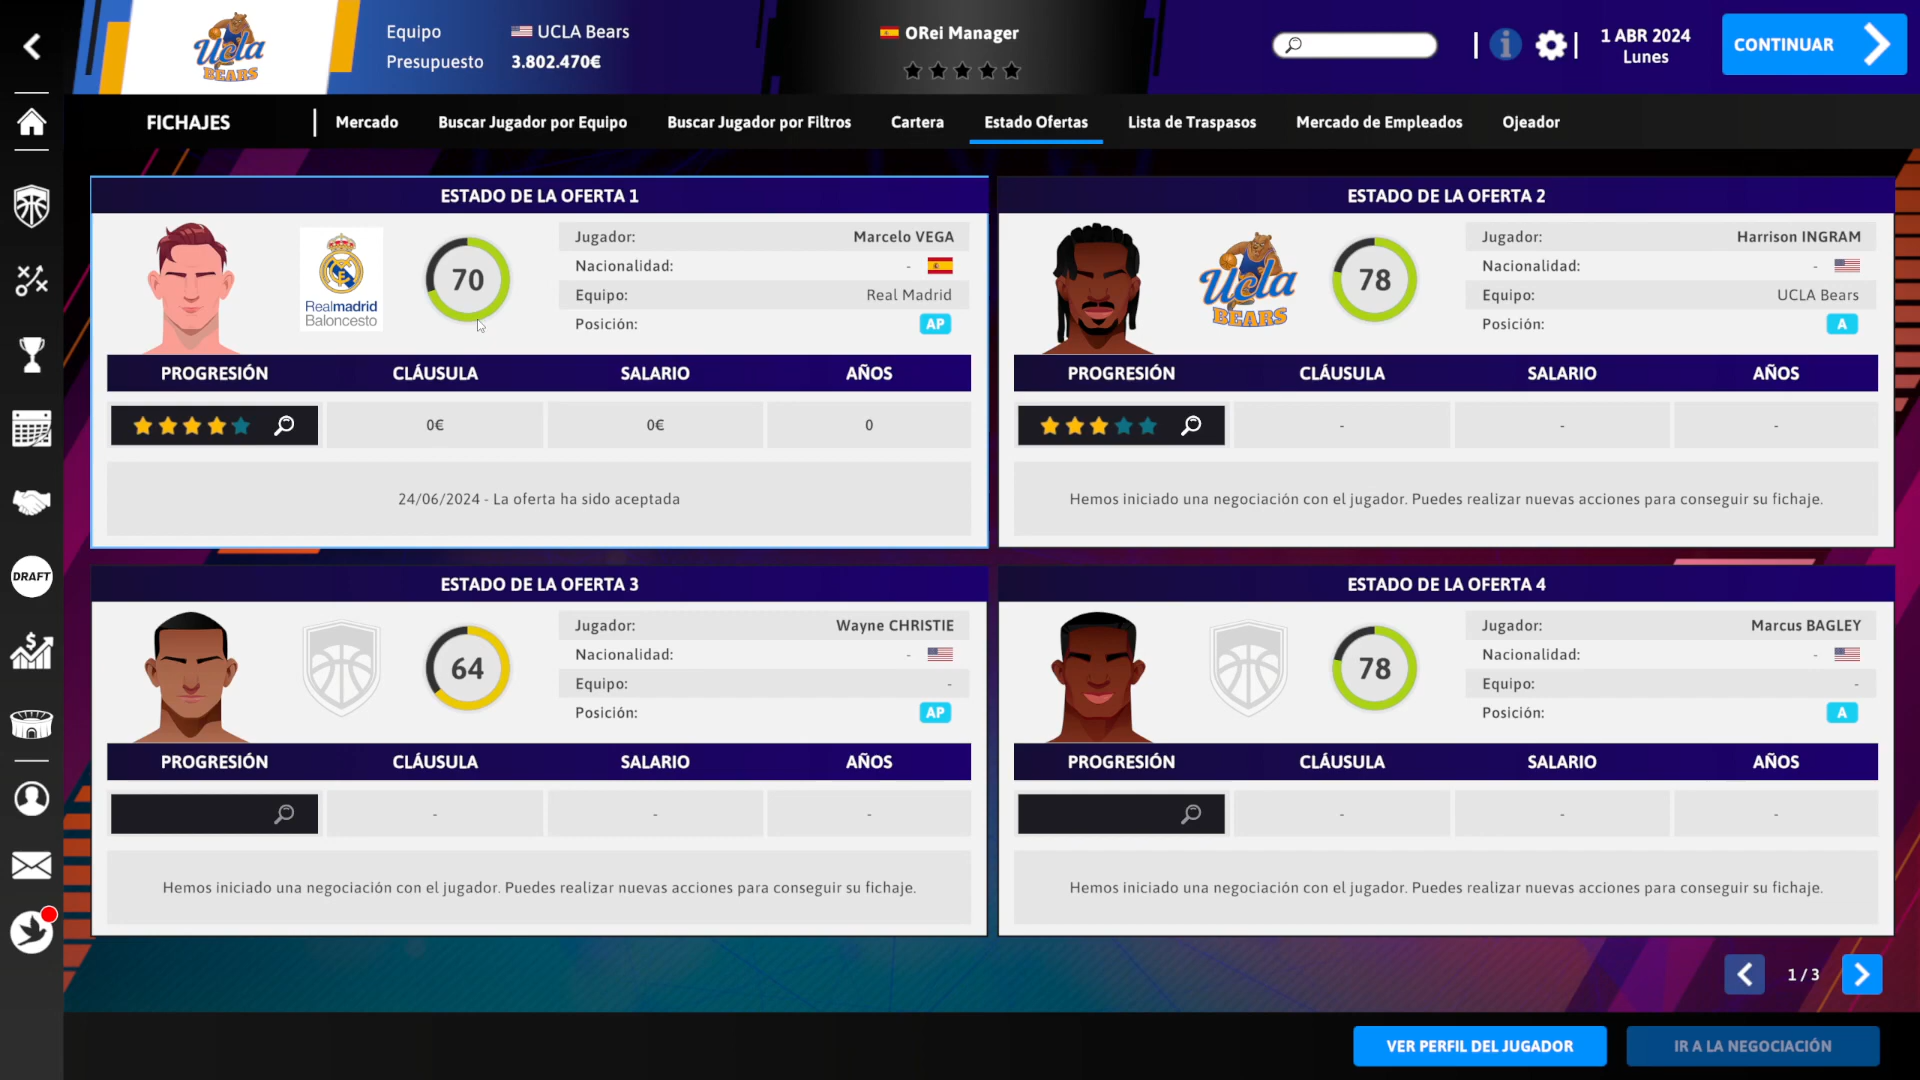 Ucla
BEARS
Equipo
UCLA Bears
Presupuesto
3.802.470€
ORei Manager
1 ABR 2024
Lunes
CONTINUAR
FICHAJES
Mercado
Buscar Jugador por Equipo
Buscar Jugador por Filtros
Cartera
Estado Ofertas
Lista de Traspasos
Mercado de Empleados
Ojeador
DRAFT
ESTADO DE LA OFERTA 1
Realmadrid
Baloncesto
70
Jugador: Marcelo VEGA
Nacionalidad: -
Equipo: Real Madrid
Posición: AP
PROGRESIÓN CLÁUSULA SALARIO AÑOS
0€ 0€ 0
24/06/2024 - La oferta ha sido aceptada
ESTADO DE LA OFERTA 2
Ucla
BEARS
78
Jugador: Harrison INGRAM
Nacionalidad: -
Equipo: UCLA Bears
Posición: A
PROGRESIÓN CLÁUSULA SALARIO AÑOS
- - -
Hemos iniciado una negociación con el jugador. Puedes realizar nuevas acciones para conseguir su fichaje.
ESTADO DE LA OFERTA 3
64
Jugador: Wayne CHRISTIE
Nacionalidad: -
Equipo: -
Posición: AP
PROGRESIÓN CLÁUSULA SALARIO AÑOS
- - -
Hemos iniciado una negociación con el jugador. Puedes realizar nuevas acciones para conseguir su fichaje.
ESTADO DE LA OFERTA 4
78
Jugador: Marcus BAGLEY
Nacionalidad: -
Equipo: -
Posición: A
PROGRESIÓN CLÁUSULA SALARIO AÑOS
- - -
Hemos iniciado una negociación con el jugador. Puedes realizar nuevas acciones para conseguir su fichaje.
1 / 3
VER PERFIL DEL JUGADOR
IR A LA NEGOCIACIÓN